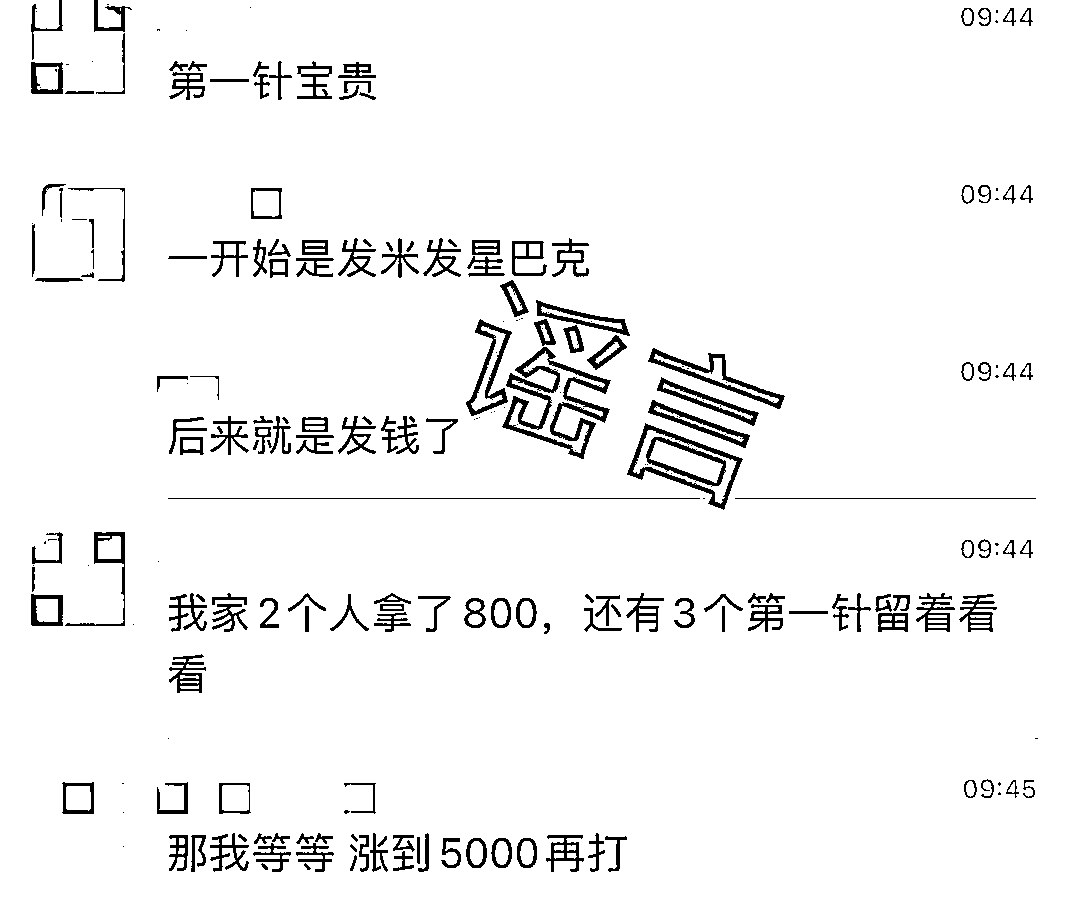 09:44
第一针宝贵
09:44
一开始是发米发星巴克
09:44
后来就是发钱了
谣言
09:44
我家2个人拿了800，还有3个第一针留着看
看
09:45
那我等等 涨到5000再打